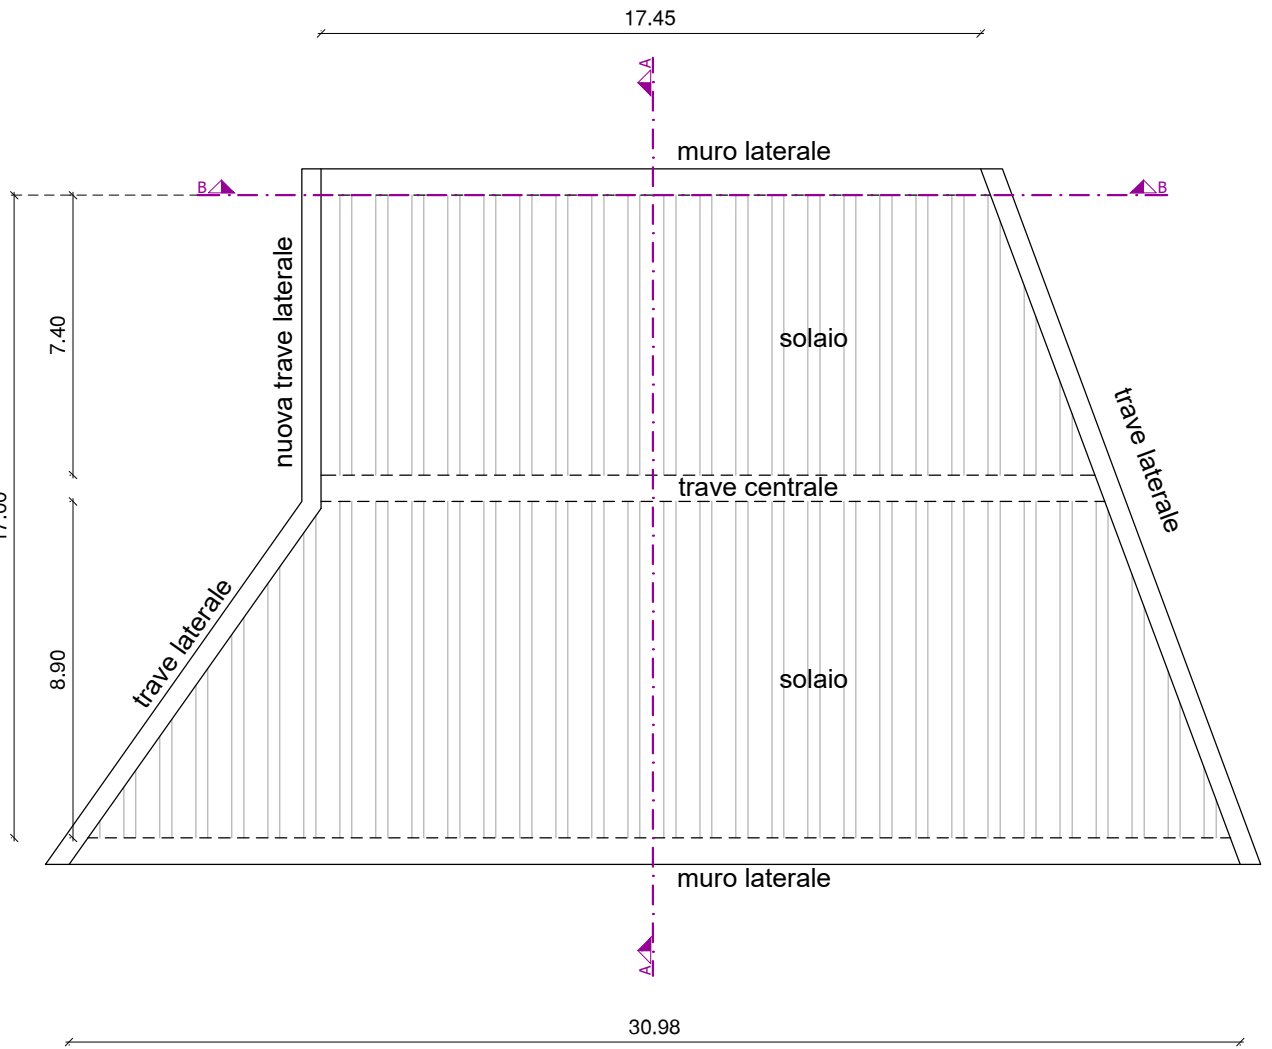 17.45
A
muro laterale
B
B
nuova trave laterale
7.40
solaio
trave laterale
trave centrale
trave laterale
8.90
solaio
muro laterale
A
30.98